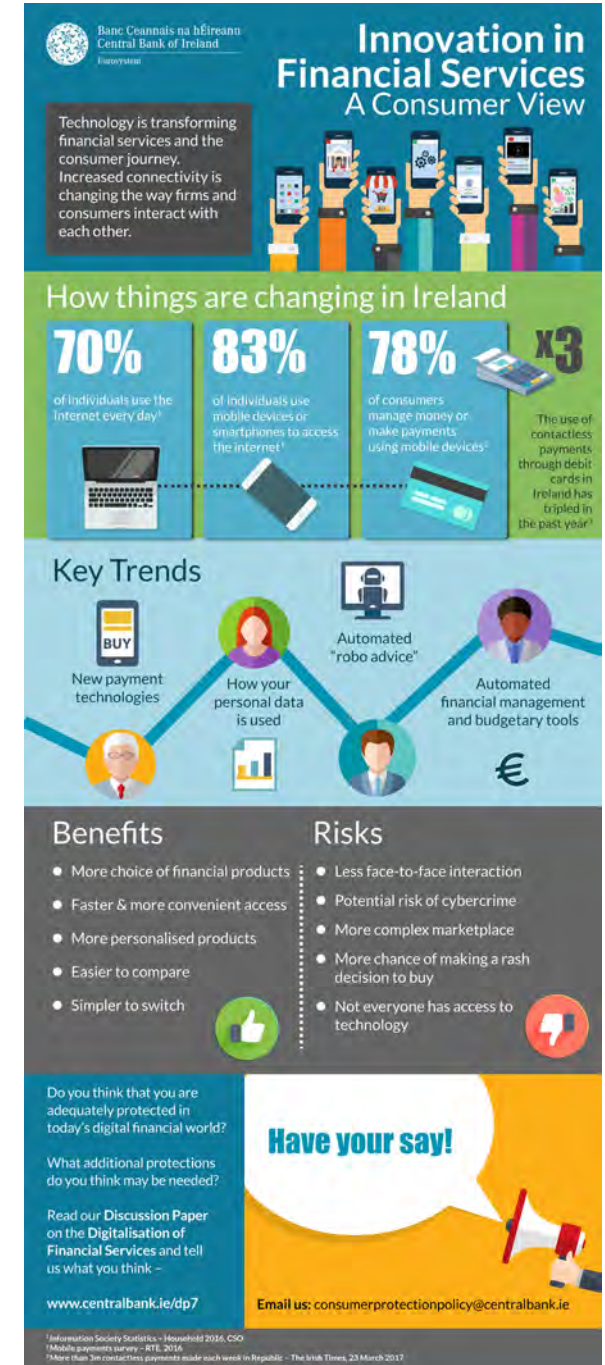 Banc Ceannais na hÉireann
Central Bank of Ireland
Eurosystem
Innovation in
Financial Services
A Consumer View
Technology is transforming
financial services and the
consumer journey.
Increased connectivity is
changing the way firms and
consumers interact with
each other.
How things are changing in Ireland
70%
of individuals use the
Internet every day¹
83%
of individuals use
mobile devices or
smartphones to access
the internet¹
78%
of consumers
manage money or
make payments
using mobile devices²
x3
The use of
contactless
payments
through debit
cards in
Ireland has
tripled in
the past year³
Key Trends
BUY
New payment
technologies
How your
personal data
is used
Automated
"robo advice"
Automated
financial management
and budgetary tools
€
Benefits
More choice of financial products
Faster & more convenient access
More personalised products
Easier to compare
Simpler to switch
Risks
Less face-to-face interaction
Potential risk of cybercrime
More complex marketplace
More chance of making a rash
decision to buy
Not everyone has access to
technology
Do you think that you are
adequately protected in
today's digital financial world?
What additional protections
do you think may be needed?
Read our Discussion Paper
on the Digitalisation of
Financial Services and tell
us what you think –
www.centralbank.ie/dp7
Have your say!
Email us: consumerprotectionpolicy@centralbank.ie
¹Information Society Statistics – Household 2016, CSO
²Mobile payments survey – RTE, 2016
³More than 3m contactless payments made each week in Republic – The Irish Times, 23 March 2017